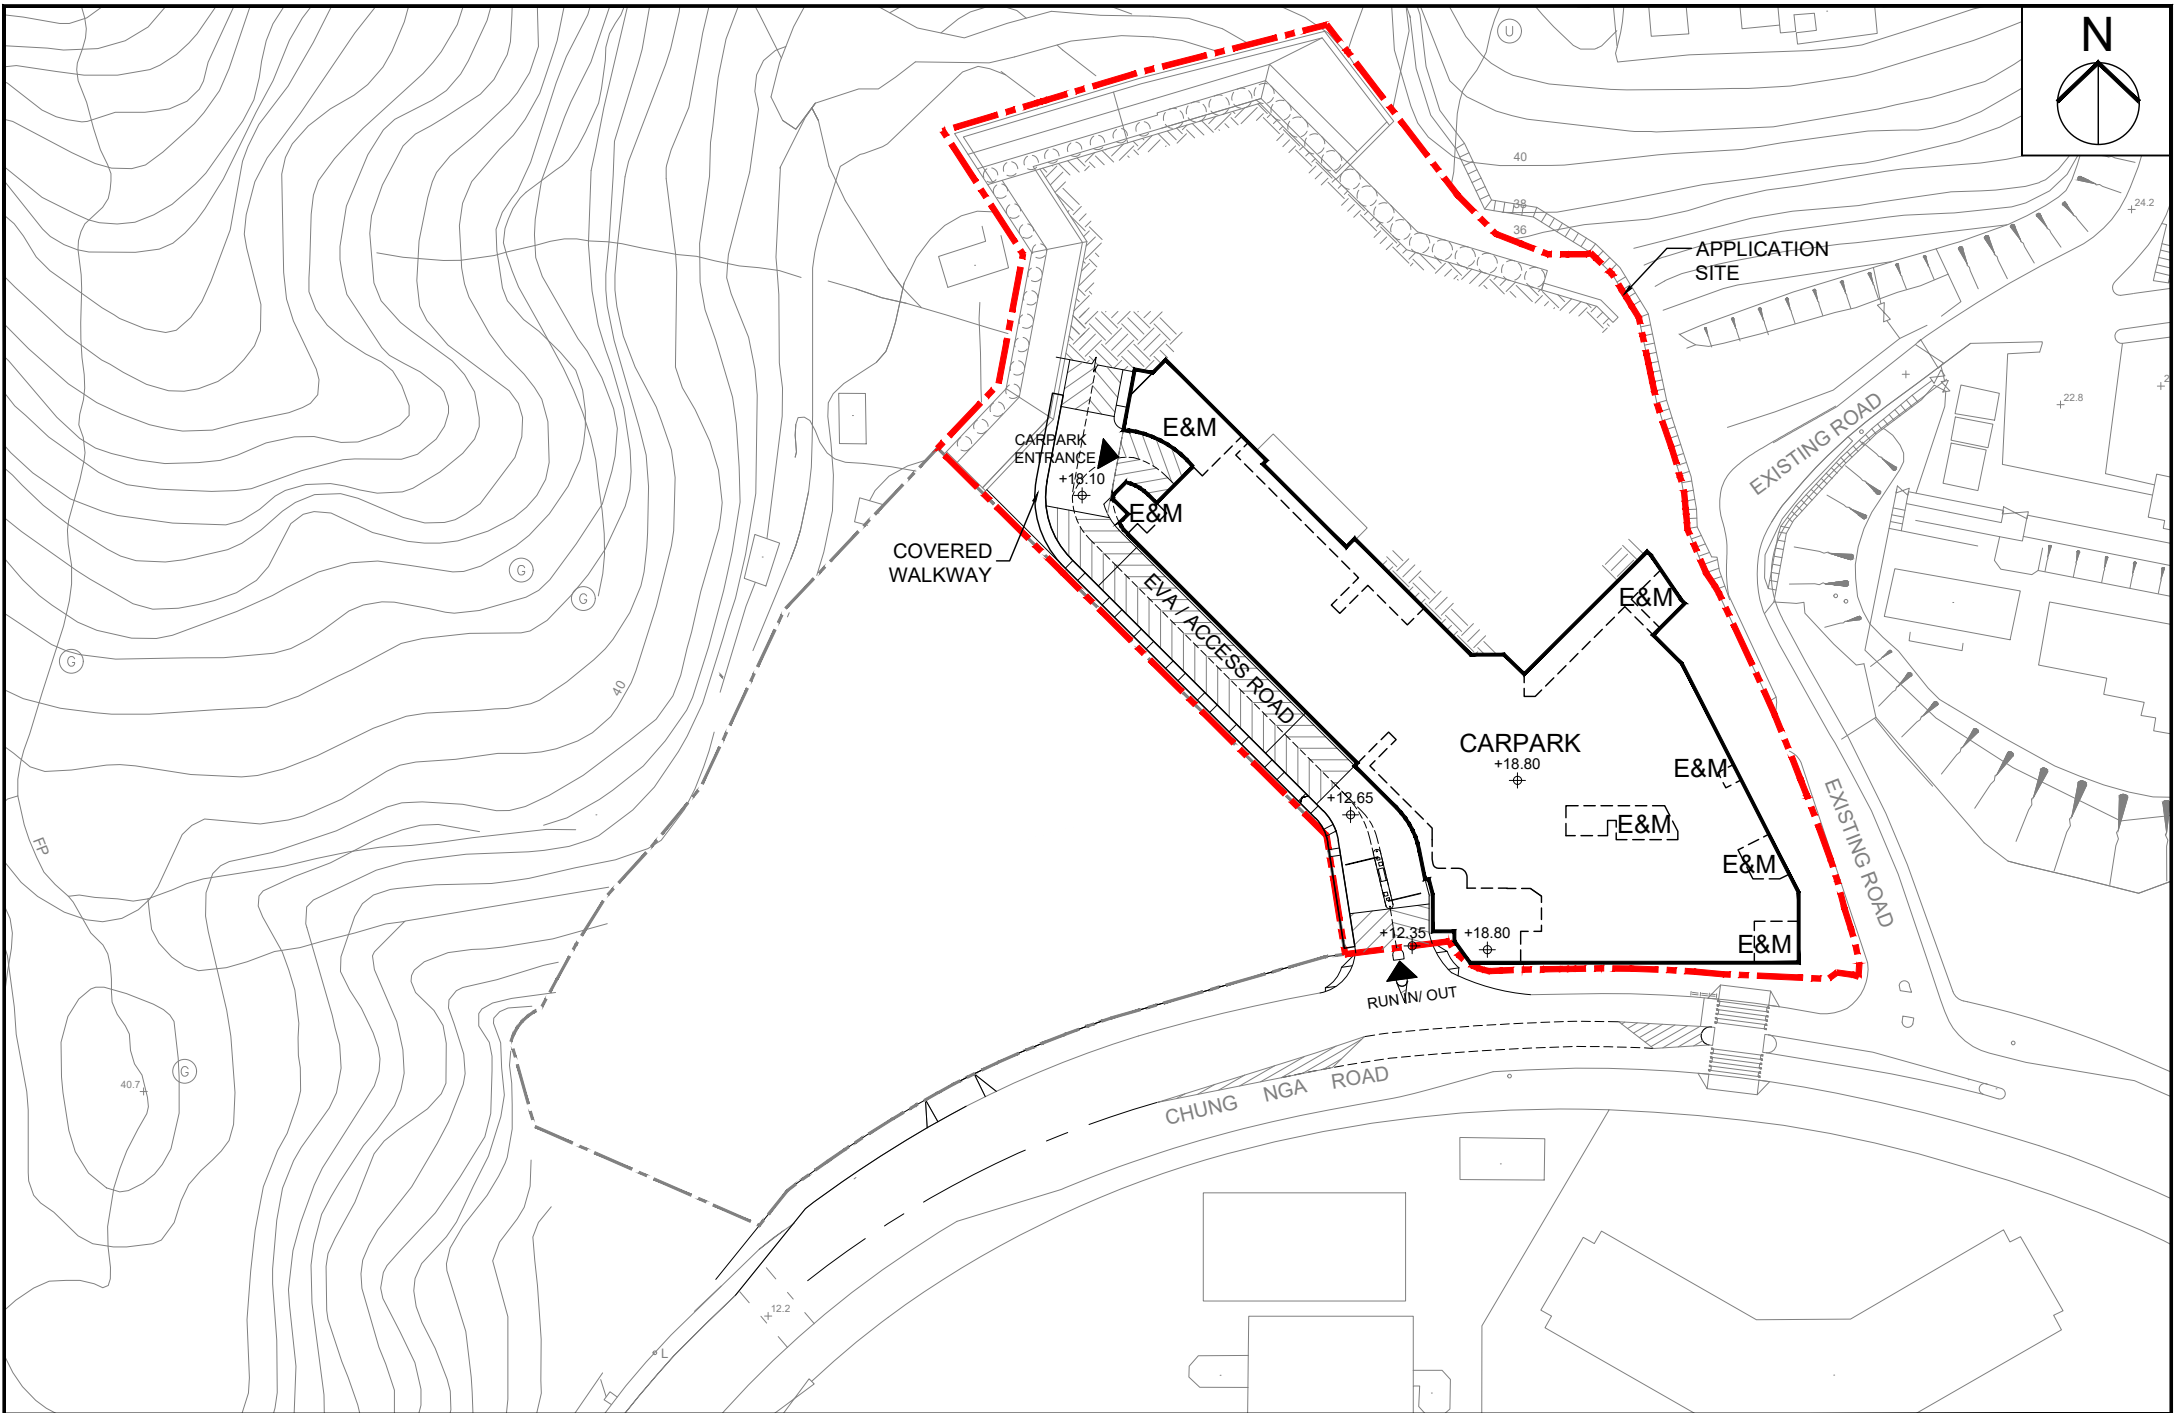 N
U
40
38
36
24.2
APPLICATION
SITE
22.8
EXISTING ROAD
E&M
CARPARK
ENTRANCE
+18.10
E&M
COVERED
WALKWAY
G
G
G
40
EVA / ACCESS ROAD
E&M
CARPARK
+18.80
E&M
+12.65
E&M
E&M
EXISTING ROAD
FP
+12.35
+18.80
E&M
RUN IN/ OUT
G
40.7
CHUNG NGA ROAD
12.2
L